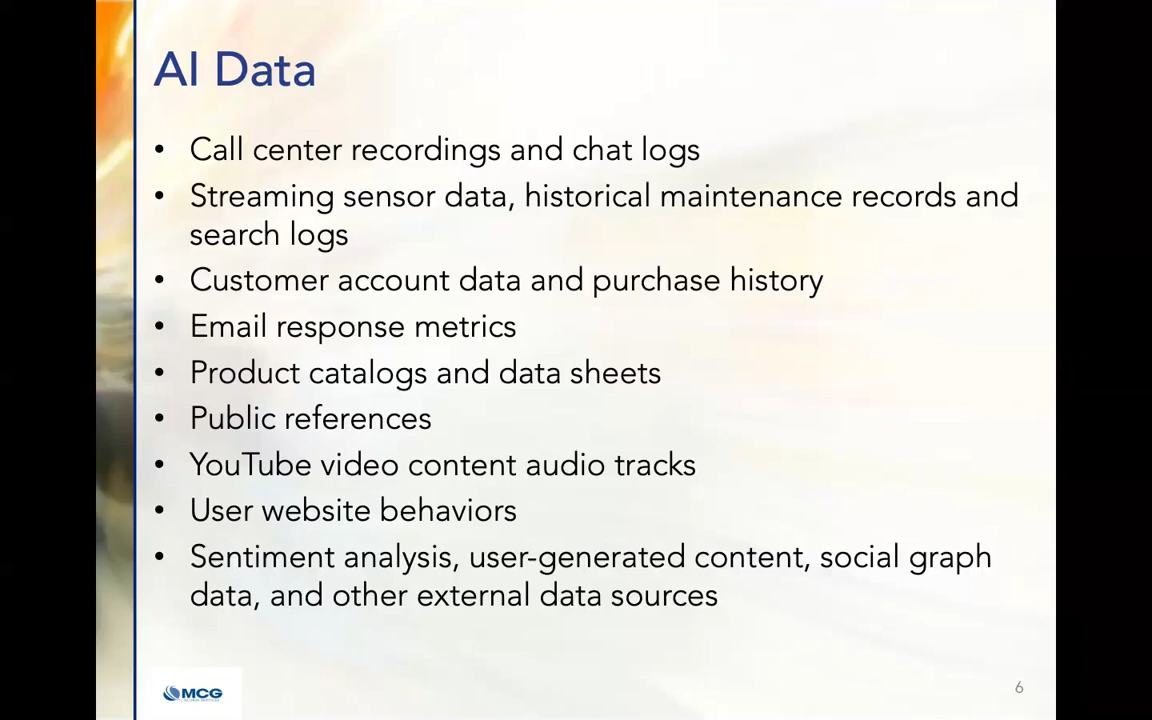 AI Data
• Call center recordings and chat logs
• Streaming sensor data, historical maintenance records and
search logs
• Customer account data and purchase history
• Email response metrics
• Product catalogs and data sheets
• Public references
• YouTube video content audio tracks
• User website behaviors
• Sentiment analysis, user-generated content, social graph
data, and other external data sources
MCG
6